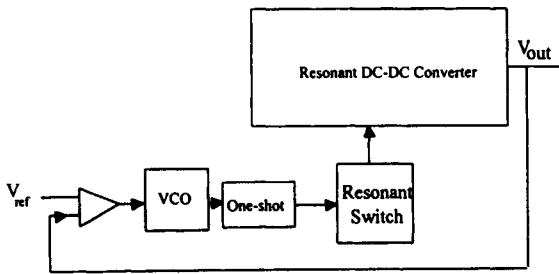 Resonant DC-DC Converter
Vout
Vref
VCO
One-shot
Resonant
Switch